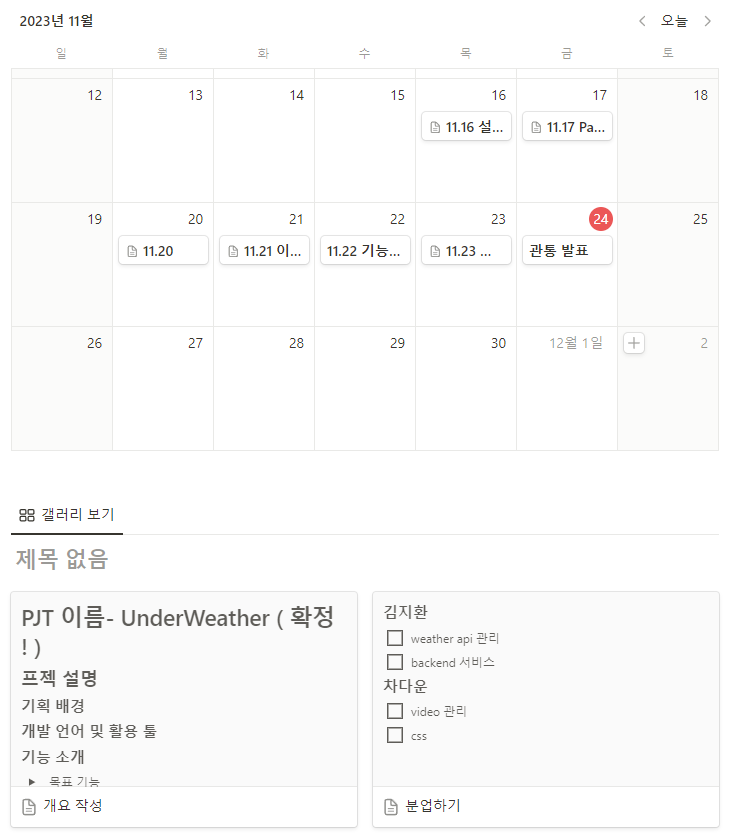 2023년 11월
오늘
일 월 화 수 목 금 토
12 13 14 15 16 17 18
11.16 설... 11.17 Pa...
19 20 21 22 23 24 25
11.20 11.21 이... 11.22 기능... 11.23 ... 관통 발표
26 27 28 29 30 12월 1일 2
갤러리 보기
제목 없음
PJT 이름- UnderWeather ( 확정
! )
프젝 설명
기획 배경
개발 언어 및 활용 툴
기능 소개
목표 기능
개요 작성
김지환
weather api 관리
backend 서비스
차다운
video 관리
css
분업하기